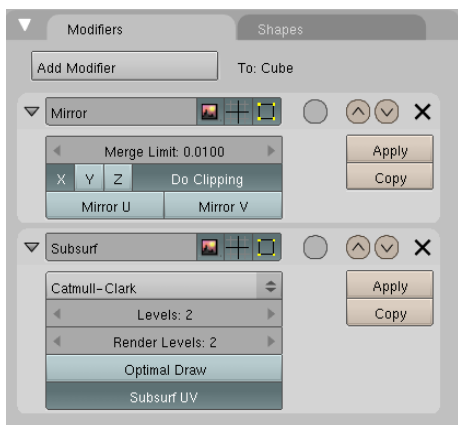 Modifiers Shapes
Add Modifier To: Cube
Mirror
Merge Limit: 0.0100 Apply
X Y Z Do Clipping Copy
Mirror U Mirror V
Subsurf
Catmull-Clark Apply
Levels: 2 Copy
Render Levels: 2
Optimal Draw
Subsurf UV